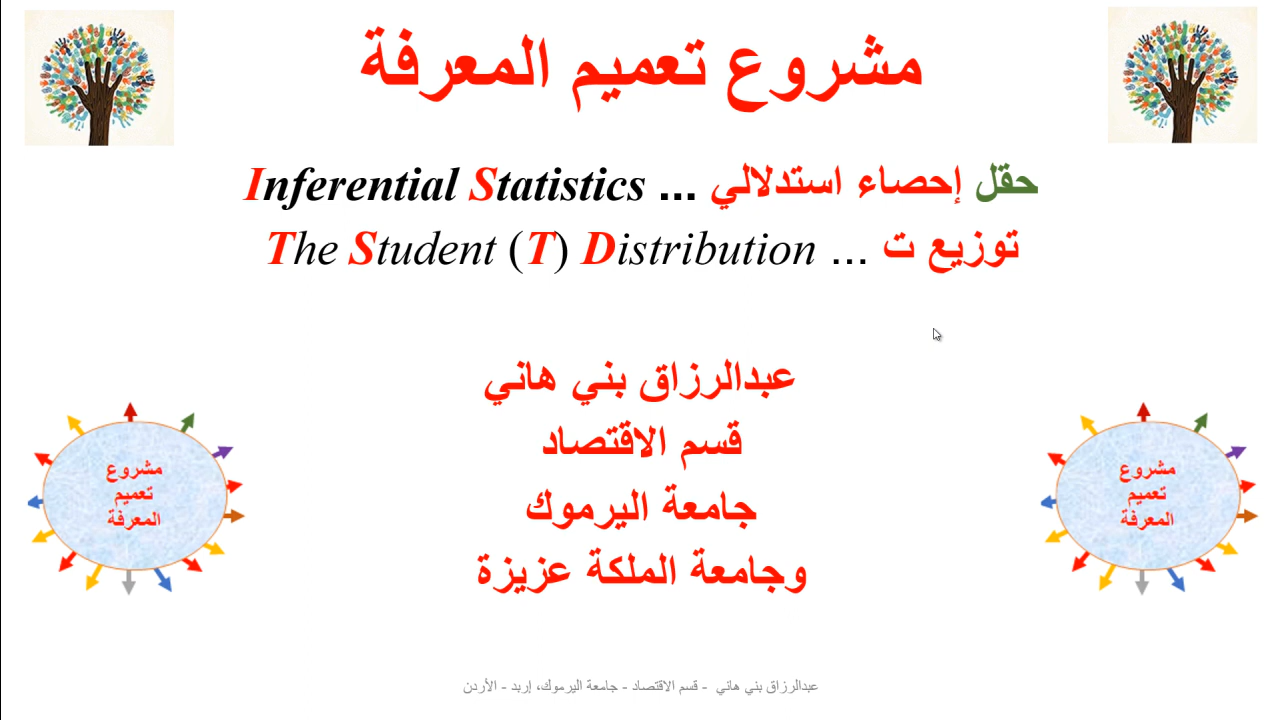 مشروع تعميم المعرفة
حقل إحصاء استدلالي ... Inferential Statistics
توزيع ت ... The Student (T) Distribution
عبدالرزاق بني هاني
قسم الاقتصاد
جامعة اليرموك
وجامعة الملكة عزيزة
مشروع
تعميم
المعرفة
مشروع
تعميم
المعرفة
عبدالرزاق بني هاني - قسم الاقتصاد - جامعة اليرموك، إربد - الأردن